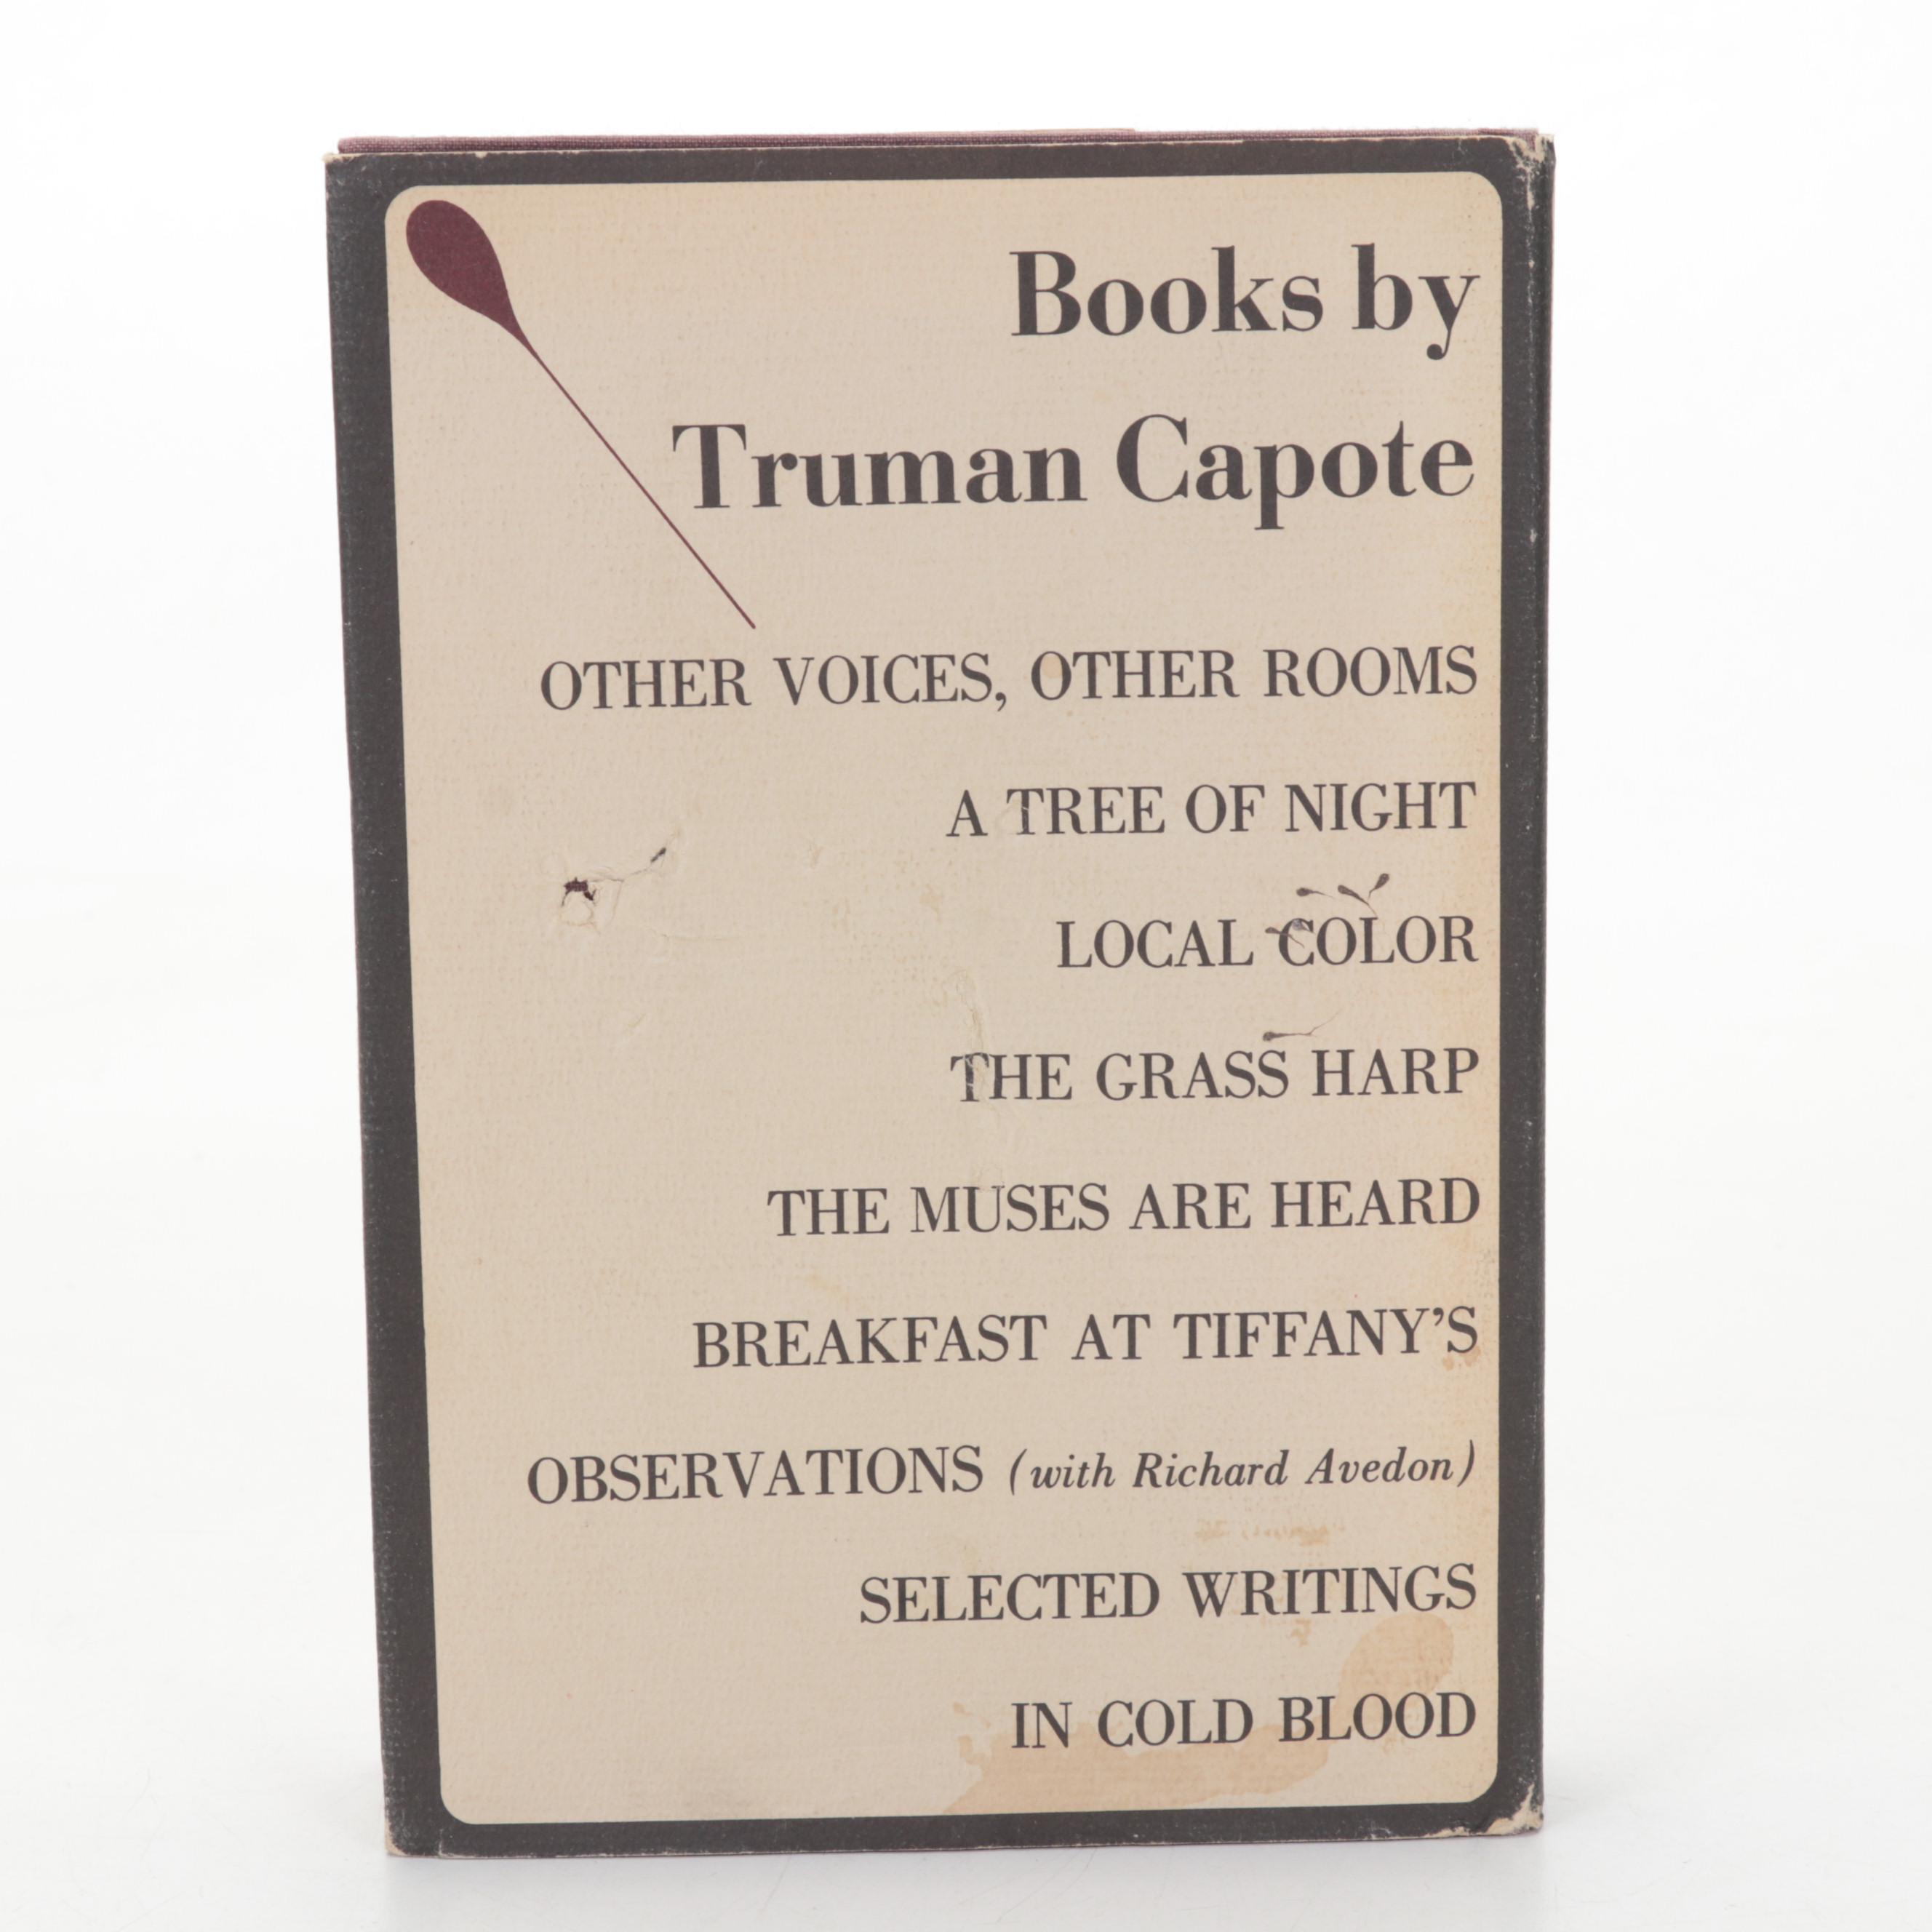 Books by
Truman Capote
OTHER VOICES, OTHER ROOMS
A TREE OF NIGHT
LOCAL COLOR
THE GRASS HARP
THE MUSES ARE HEARD
BREAKFAST AT TIFFANY'S
OBSERVATIONS (with Richard Avedon)
SELECTED WRITINGS
IN COLD BLOOD